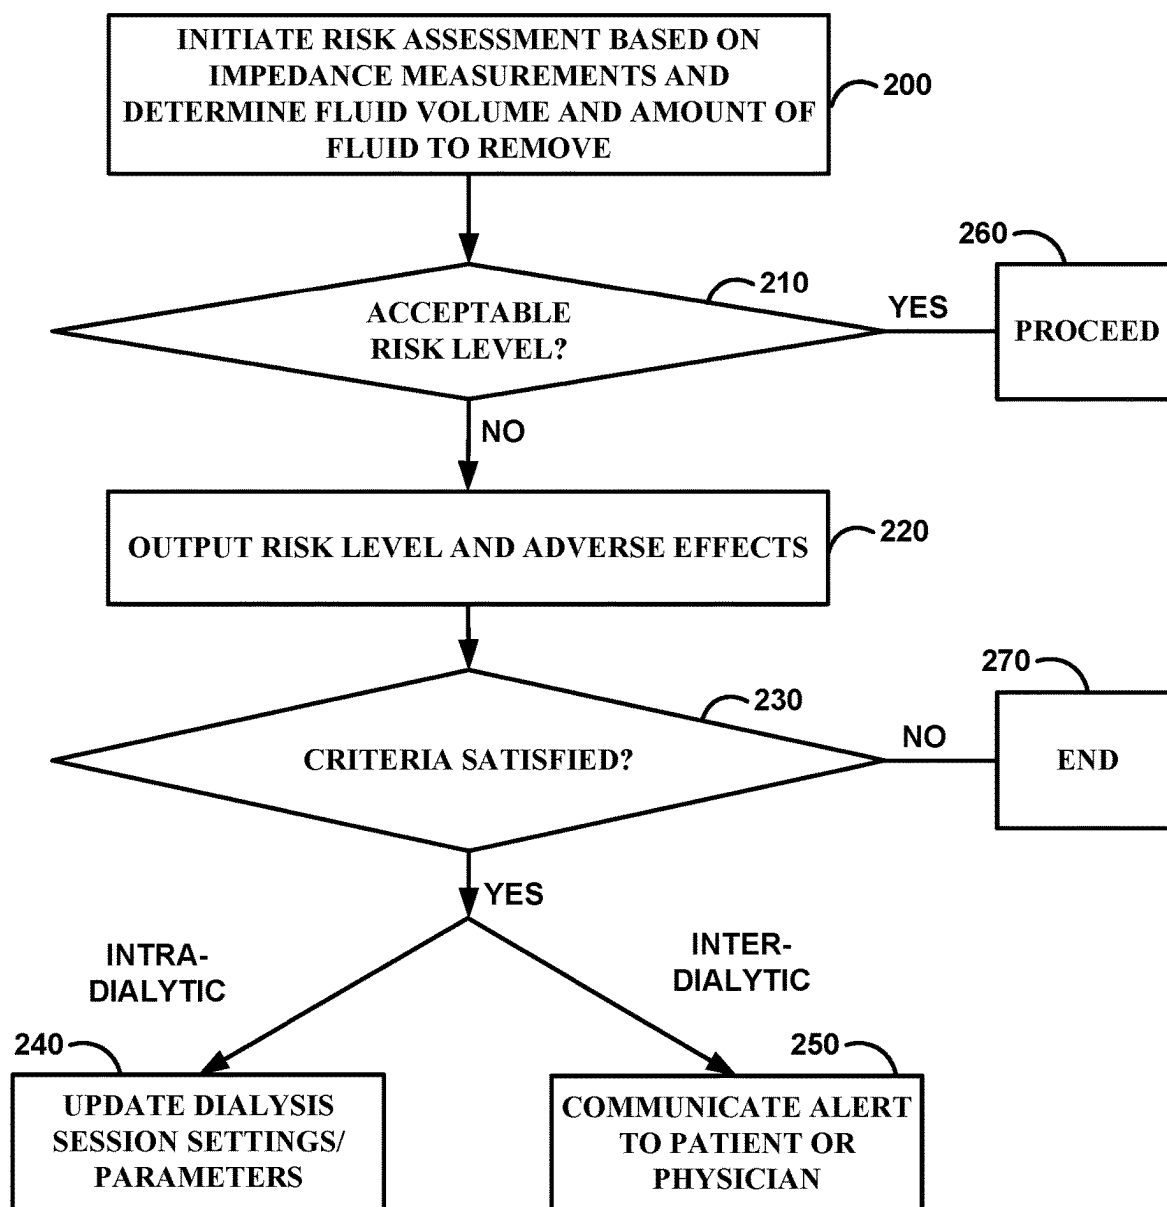 INITIATE RISK ASSESSMENT BASED ON
IMPEDANCE MEASUREMENTS AND
DETERMINE FLUID VOLUME AND AMOUNT OF
FLUID TO REMOVE
200
210
ACCEPTABLE
RISK LEVEL?
YES
260
PROCEED
NO
OUTPUT RISK LEVEL AND ADVERSE EFFECTS
220
230
CRITERIA SATISFIED?
NO
270
END
YES
INTRA-
DIALYTIC
INTER-
DIALYTIC
240
UPDATE DIALYSIS
SESSION SETTINGS/
PARAMETERS
250
COMMUNICATE ALERT
TO PATIENT OR
PHYSICIAN